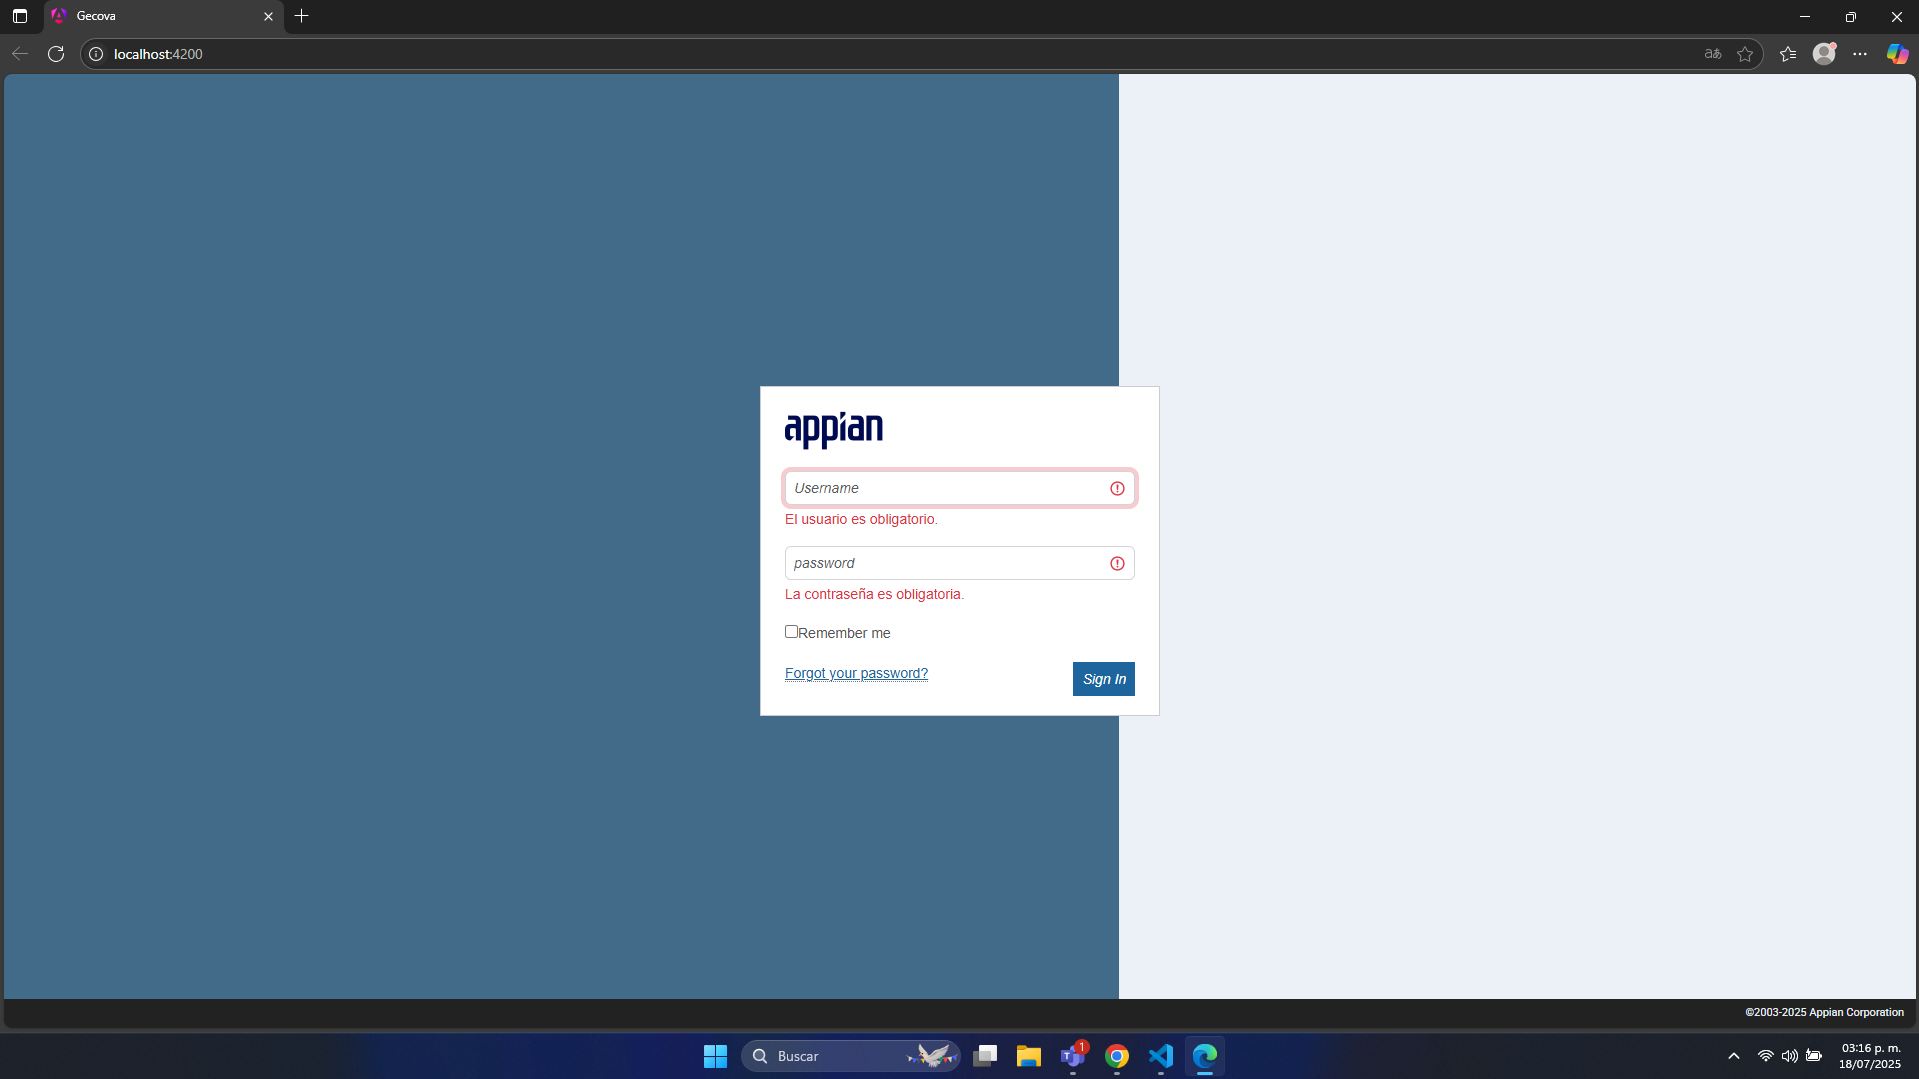 Gecova
localhost:4200
appian
Username
El usuario es obligatorio.
password
La contraseña es obligatoria.
Remember me
Forgot your password?
Sign In
©2003-2025 Appian Corporation
Buscar
1
03:16 p. m.
18/07/2025